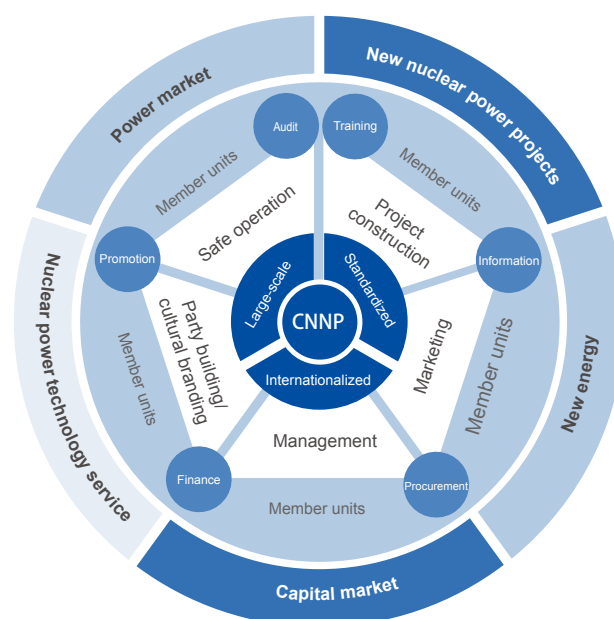 Power market
New nuclear power projects
New energy
Capital market
Nuclear power technology service
Audit
Training
Information
Procurement
Finance
Promotion
Member units
Member units
Member units
Member units
Member units
Safe operation
Project
construction
Marketing
Management
Party building/
cultural branding
Large-scale
Standardized
Internationalized
CNNP